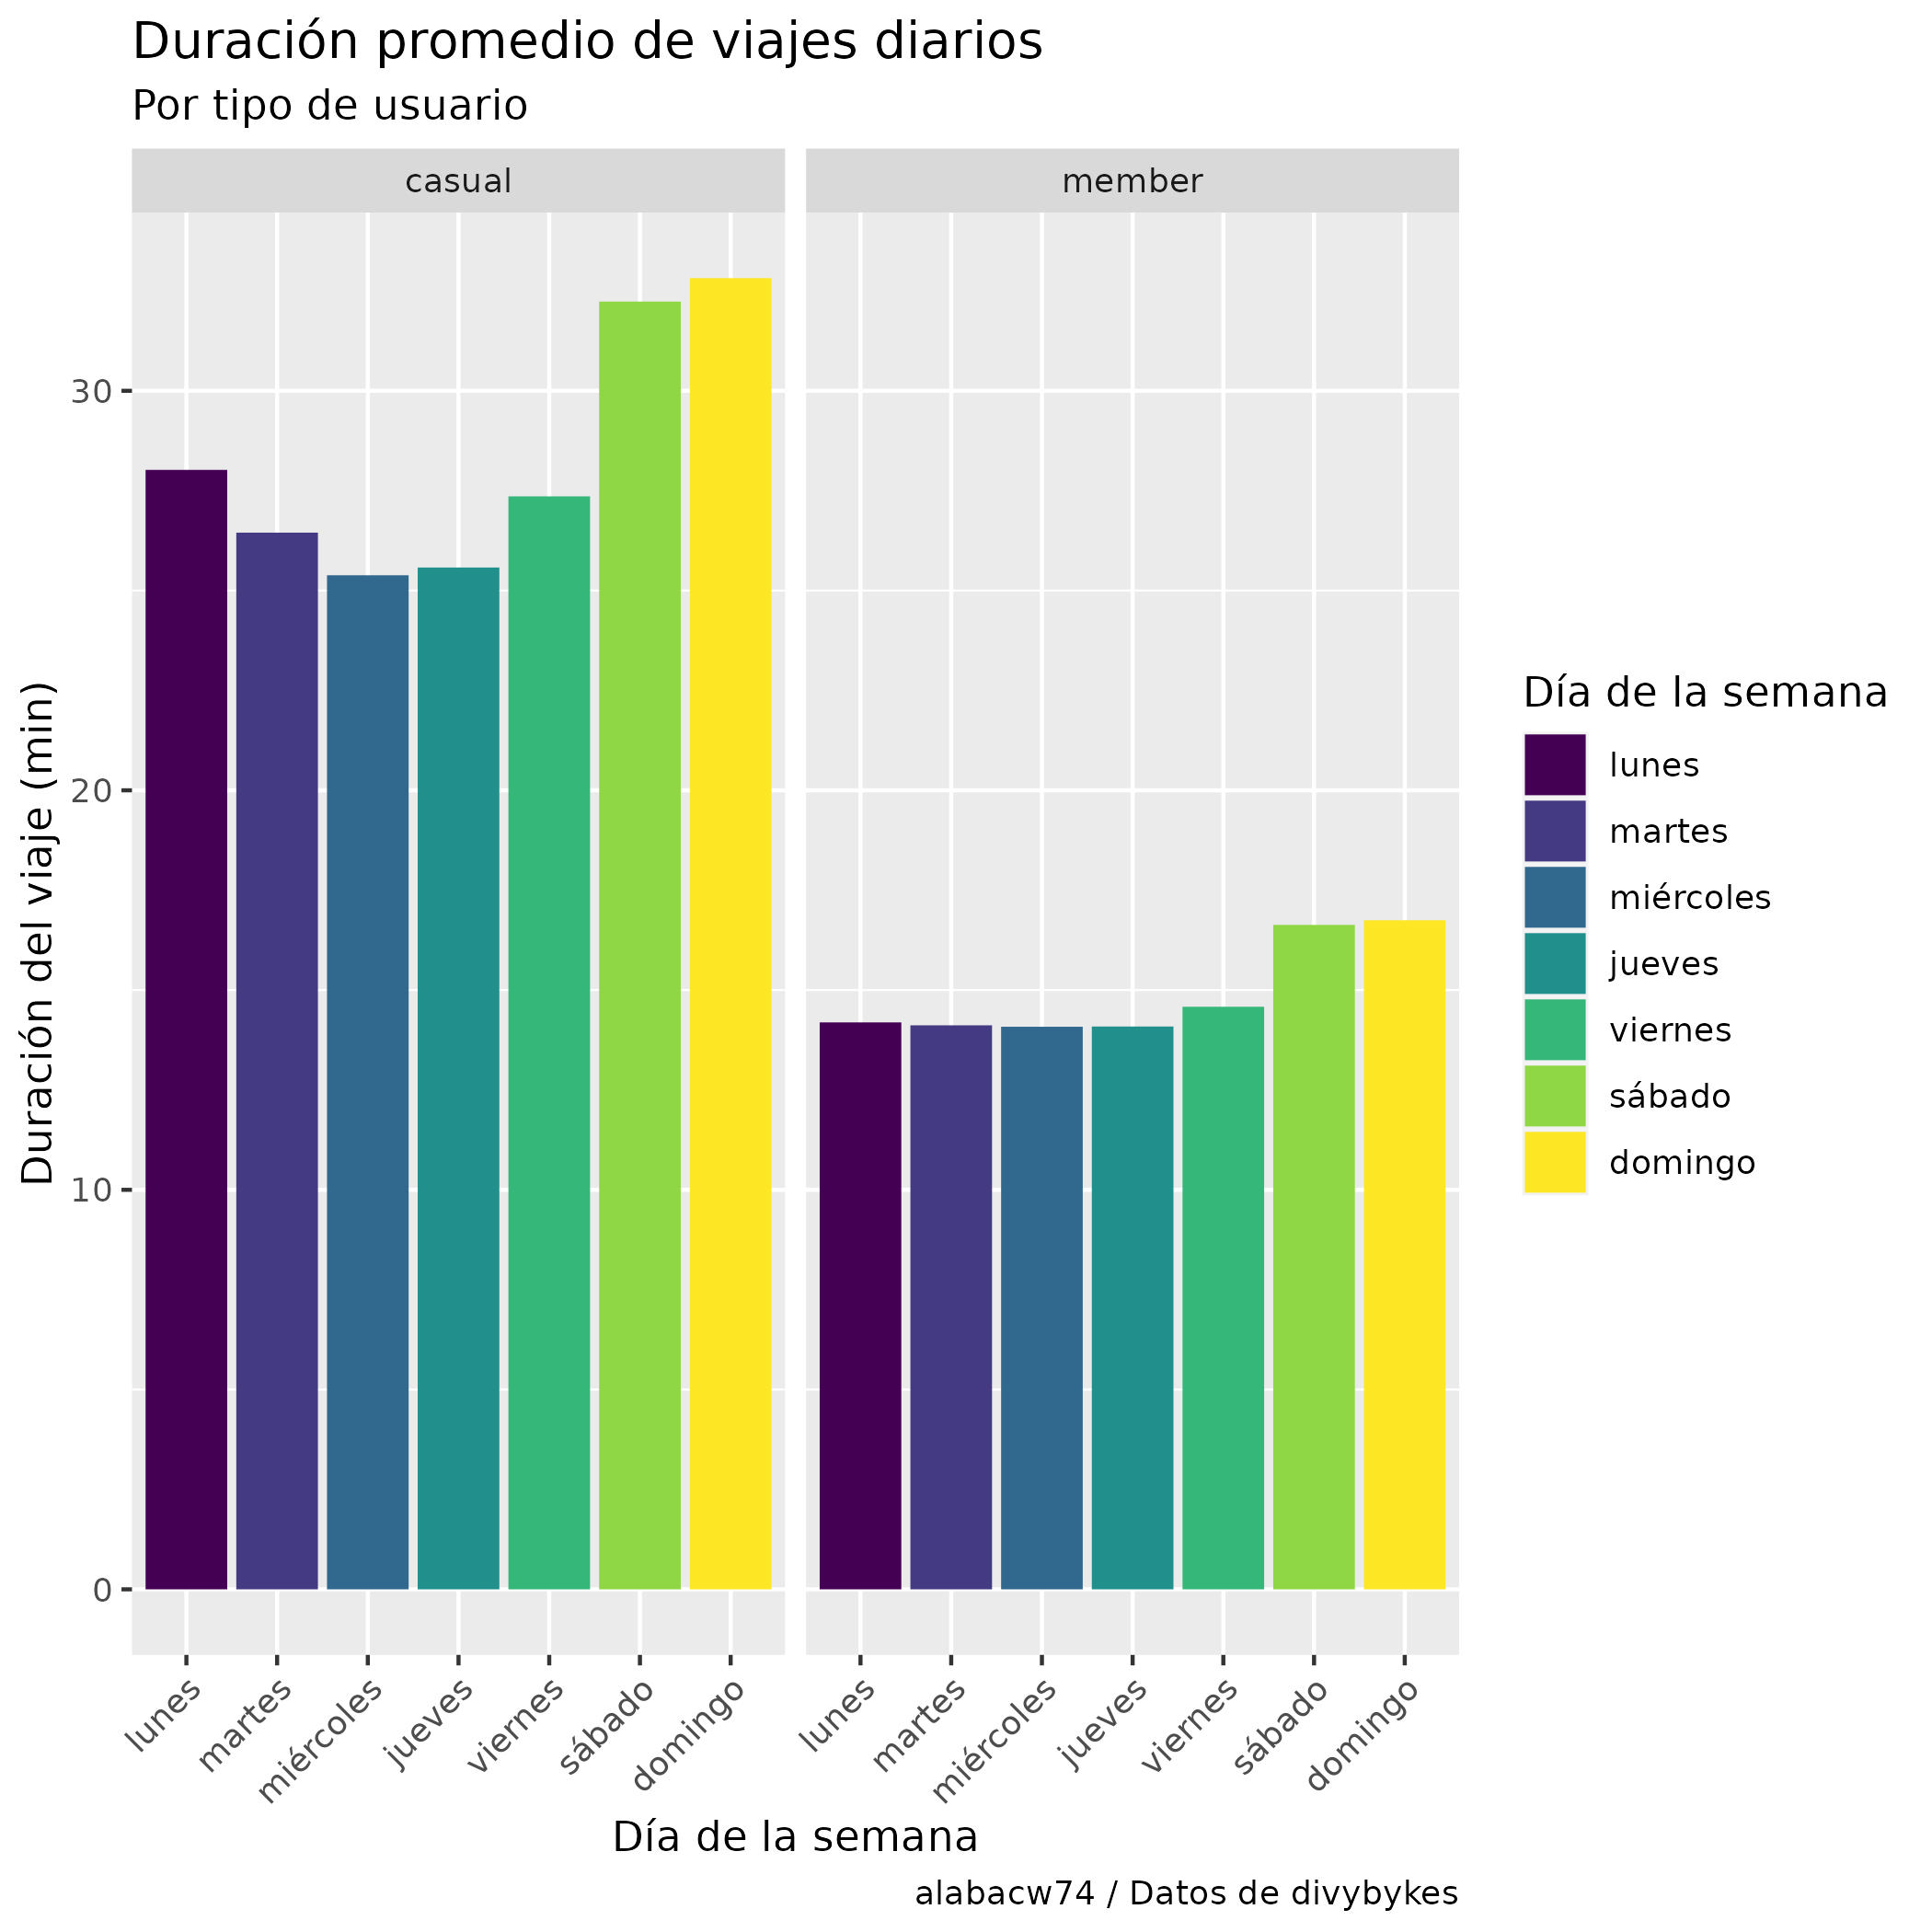 Duración promedio de viajes diarios
Por tipo de usuario
casual
member
Duración del viaje (min)
30
20
10
0
lunes
martes
miércoles
jueves
viernes
sábado
domingo
lunes
martes
miércoles
jueves
viernes
sábado
domingo
Día de la semana
Día de la semana
lunes
martes
miércoles
jueves
viernes
sábado
domingo
alabacw74 / Datos de divybykes